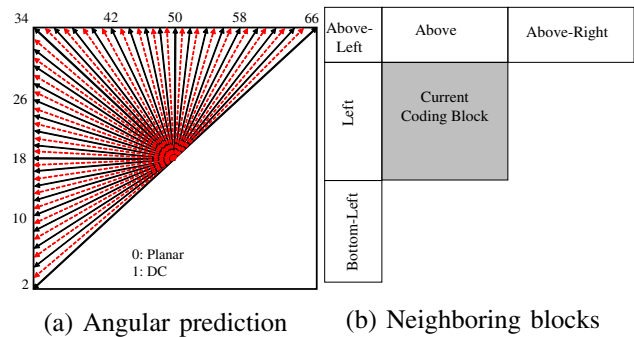 34 42 50 58 66
26
18
10
2
0: Planar
1: DC
(a) Angular prediction
Above-
Left
Above
Above-Right
Left
Current
Coding Block
Bottom-Left
(b) Neighboring blocks